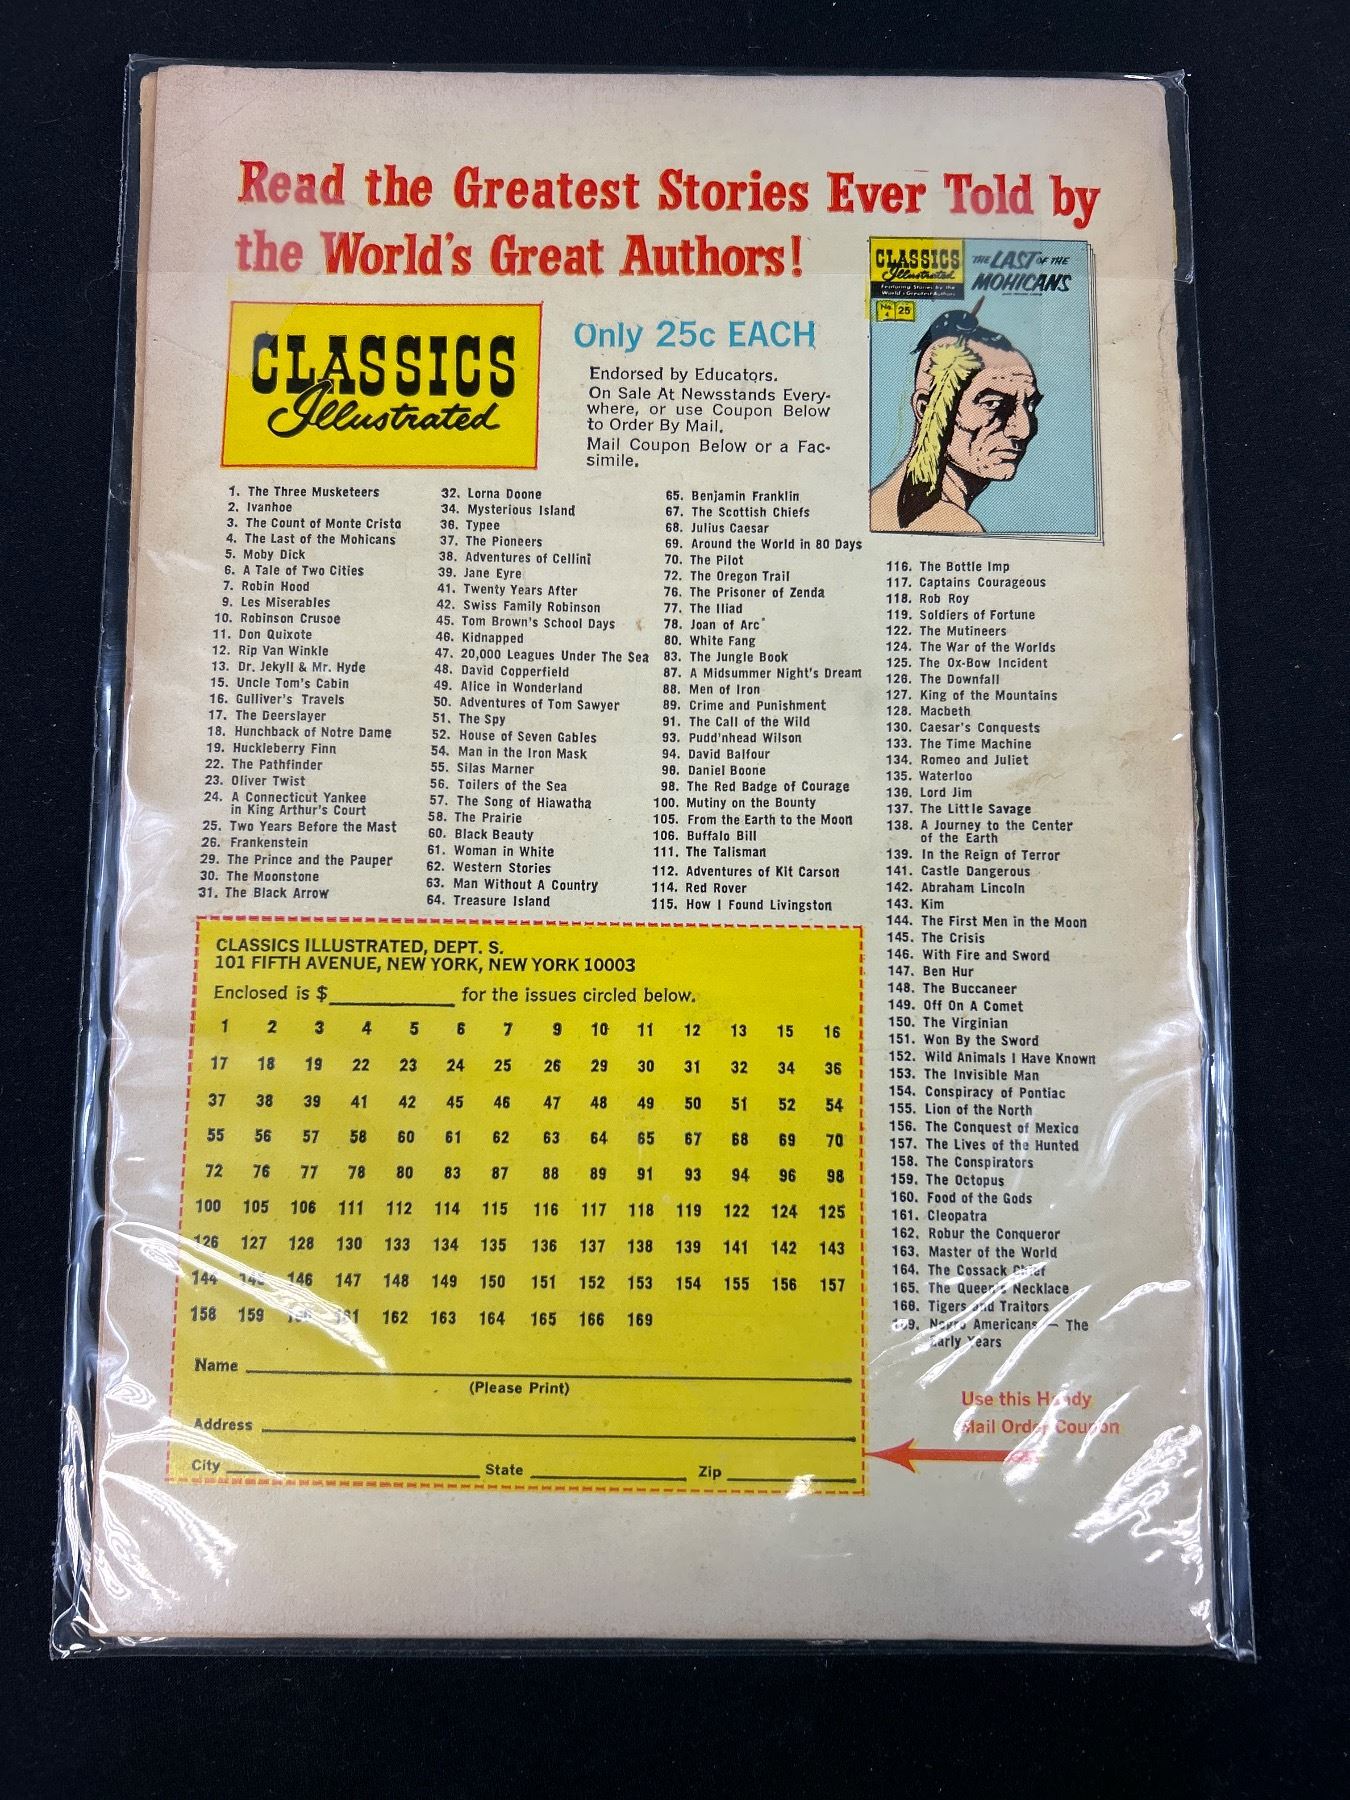 Read the Greatest Stories Ever Told by
the World's Great Authors!
CLASSICS
Illustrated
Only 25c EACH
Endorsed by Educators.
On Sale At Newsstands Every-
where, or use Coupon Below
to Order By Mail.
Mail Coupon Below or a Fac-
simile.
CLASSICS
Illustrated
Featuring Stories by the
World's Greatest Authors
No. 4
25
THE LAST OF THE
MOHICANS
1. The Three Musketeers
2. Ivanhoe
3. The Count of Monte Cristo
4. The Last of the Mohicans
5. Moby Dick
6. A Tale of Two Cities
7. Robin Hood
9. Les Miserables
10. Robinson Crusoe
11. Don Quixote
12. Rip Van Winkle
13. Dr. Jekyll & Mr. Hyde
15. Uncle Tom's Cabin
16. Gulliver's Travels
17. The Deerslayer
18. Hunchback of Notre Dame
19. Huckleberry Finn
22. The Pathfinder
23. Oliver Twist
24. A Connecticut Yankee
in King Arthur's Court
25. Two Years Before the Mast
26. Frankenstein
29. The Prince and the Pauper
30. The Moonstone
31. The Black Arrow
32. Lorna Doone
34. Mysterious Island
36. Typee
37. The Pioneers
38. Adventures of Cellini
39. Jane Eyre
41. Twenty Years After
42. Swiss Family Robinson
45. Tom Brown's School Days
46. Kidnapped
47. 20,000 Leagues Under The Sea
48. David Copperfield
49. Alice in Wonderland
50. Adventures of Tom Sawyer
51. The Spy
52. House of Seven Gables
54. Man in the Iron Mask
55. Silas Marner
56. Toilers of the Sea
57. The Song of Hiawatha
58. The Prairie
60. Black Beauty
61. Woman in White
62. Western Stories
63. Man Without A Country
64. Treasure Island
65. Benjamin Franklin
67. The Scottish Chiefs
68. Julius Caesar
69. Around the World in 80 Days
70. The Pilot
72. The Oregon Trail
76. The Prisoner of Zenda
77. The Iliad
78. Joan of Arc
80. White Fang
83. The Jungle Book
87. A Midsummer Night's Dream
88. Men of Iron
89. Crime and Punishment
91. The Call of the Wild
93. Pudd'nhead Wilson
94. David Balfour
96. Daniel Boone
98. The Red Badge of Courage
100. Mutiny on the Bounty
105. From the Earth to the Moon
106. Buffalo Bill
111. The Talisman
112. Adventures of Kit Carson
114. Red Rover
115. How I Found Livingston
116. The Bottle Imp
117. Captains Courageous
118. Rob Roy
119. Soldiers of Fortune
122. The Mutineers
124. The War of the Worlds
125. The Ox-Bow Incident
126. The Downfall
127. King of the Mountains
128. Macbeth
130. Caesar's Conquests
133. The Time Machine
134. Romeo and Juliet
135. Waterloo
136. Lord Jim
137. The Little Savage
138. A Journey to the Center
of the Earth
139. In the Reign of Terror
141. Castle Dangerous
142. Abraham Lincoln
143. Kim
144. The First Men in the Moon
145. The Crisis
146. With Fire and Sword
147. Ben Hur
148. The Buccaneer
149. Off On A Comet
150. The Virginian
151. Won By the Sword
152. Wild Animals I Have Known
153. The Invisible Man
154. Conspiracy of Pontiac
155. Lion of the North
156. The Conquest of Mexico
157. The Lives of the Hunted
158. The Conspirators
159. The Octopus
160. Food of the Gods
161. Cleopatra
162. Robur the Conqueror
163. Master of the World
164. The Cossack Chief
165. The Queen's Necklace
166. Tigers and Traitors
169. Negro Americans — The
Early Years
CLASSICS ILLUSTRATED, DEPT. S.
101 FIFTH AVENUE, NEW YORK, NEW YORK 10003
Enclosed is $ for the issues circled below.
1 2 3 4 5 6 7 9 10 11 12 13 15 16
17 18 19 22 23 24 25 26 29 30 31 32 34 36
37 38 39 41 42 45 46 47 48 49 50 51 52 54
55 56 57 58 60 61 62 63 64 65 67 68 69 70
72 76 77 78 80 83 87 88 89 91 93 94 96 98
100 105 106 111 112 114 115 116 117 118 119 122 124 125
126 127 128 130 133 134 135 136 137 138 139 141 142 143
144 145 146 147 148 149 150 151 152 153 154 155 156 157
158 159 160 161 162 163 164 165 166 169
Name
(Please Print)
Address
City State Zip
Use this Handy
Mail Order Coupon